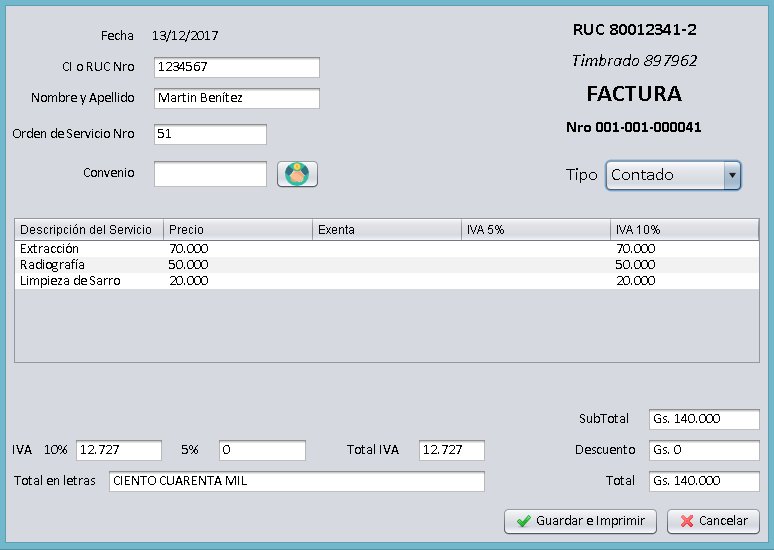 Fecha 13/12/2017
RUC 80012341-2
CI o RUC Nro 1234567
Timbrado 897962
Nombre y Apellido Martin Benítez
FACTURA
Orden de Servicio Nro 51
Nro 001-001-000041
Convenio
Tipo Contado
Descripción del Servicio Precio Exenta IVA 5% IVA 10%
Extracción 70.000 70.000
Radiografía 50.000 50.000
Limpieza de Sarro 20.000 20.000
SubTotal Gs. 140.000
IVA 10% 12.727 5% 0 Total IVA 12.727 Descuento Gs. 0
Total en letras CIENTO CUARENTA MIL Total Gs. 140.000
Guardar e Imprimir Cancelar